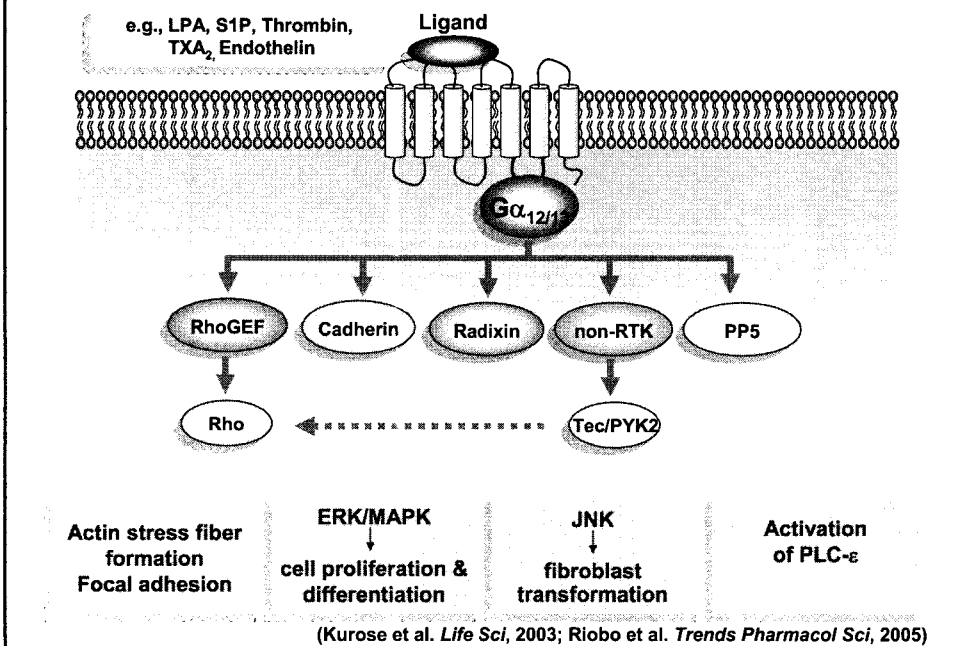 e.g., LPA, S1P, Thrombin,
TXA2, Endothelin
Ligand
Gα12/13
RhoGEF
Cadherin
Radixin
non-RTK
PP5
Rho
Tec/PYK2
Actin stress fiber
formation
Focal adhesion
ERK/MAPK
cell proliferation &
differentiation
JNK
fibroblast
transformation
Activation
of PLC-ε
(Kurose et al. Life Sci, 2003; Riobo et al. Trends Pharmacol Sci, 2005)